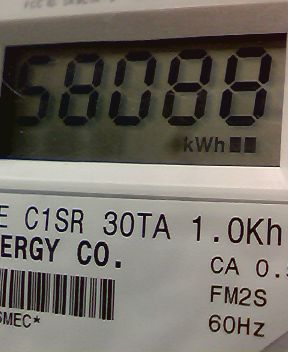 58088
kWh
E C1SR 30TA 1.0Kh
ERGY CO.
CA 0.
FM2S
60Hz
SMEC*